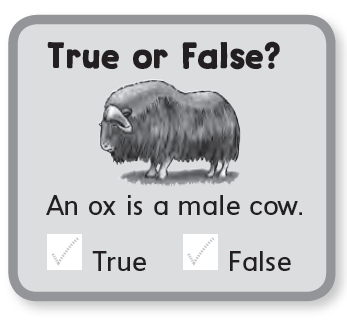 True or False?
An ox is a male cow.
True False